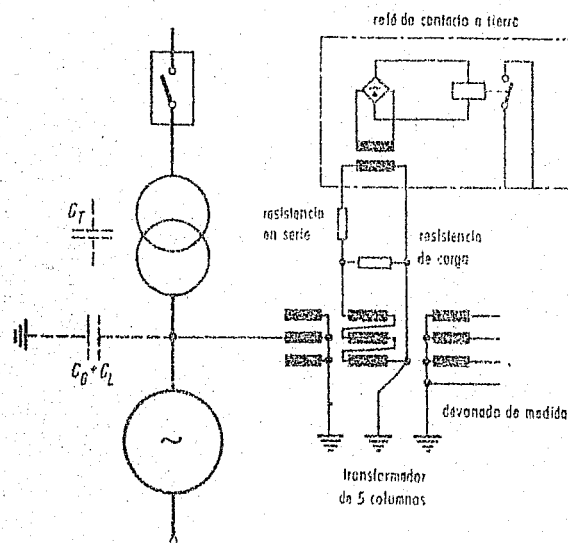 relé de contacto a tierra
C_T
resistencia
en serie
resistencia
de carga
C_G + C_L
~
devanado de medida
transformador
de 5 columnas